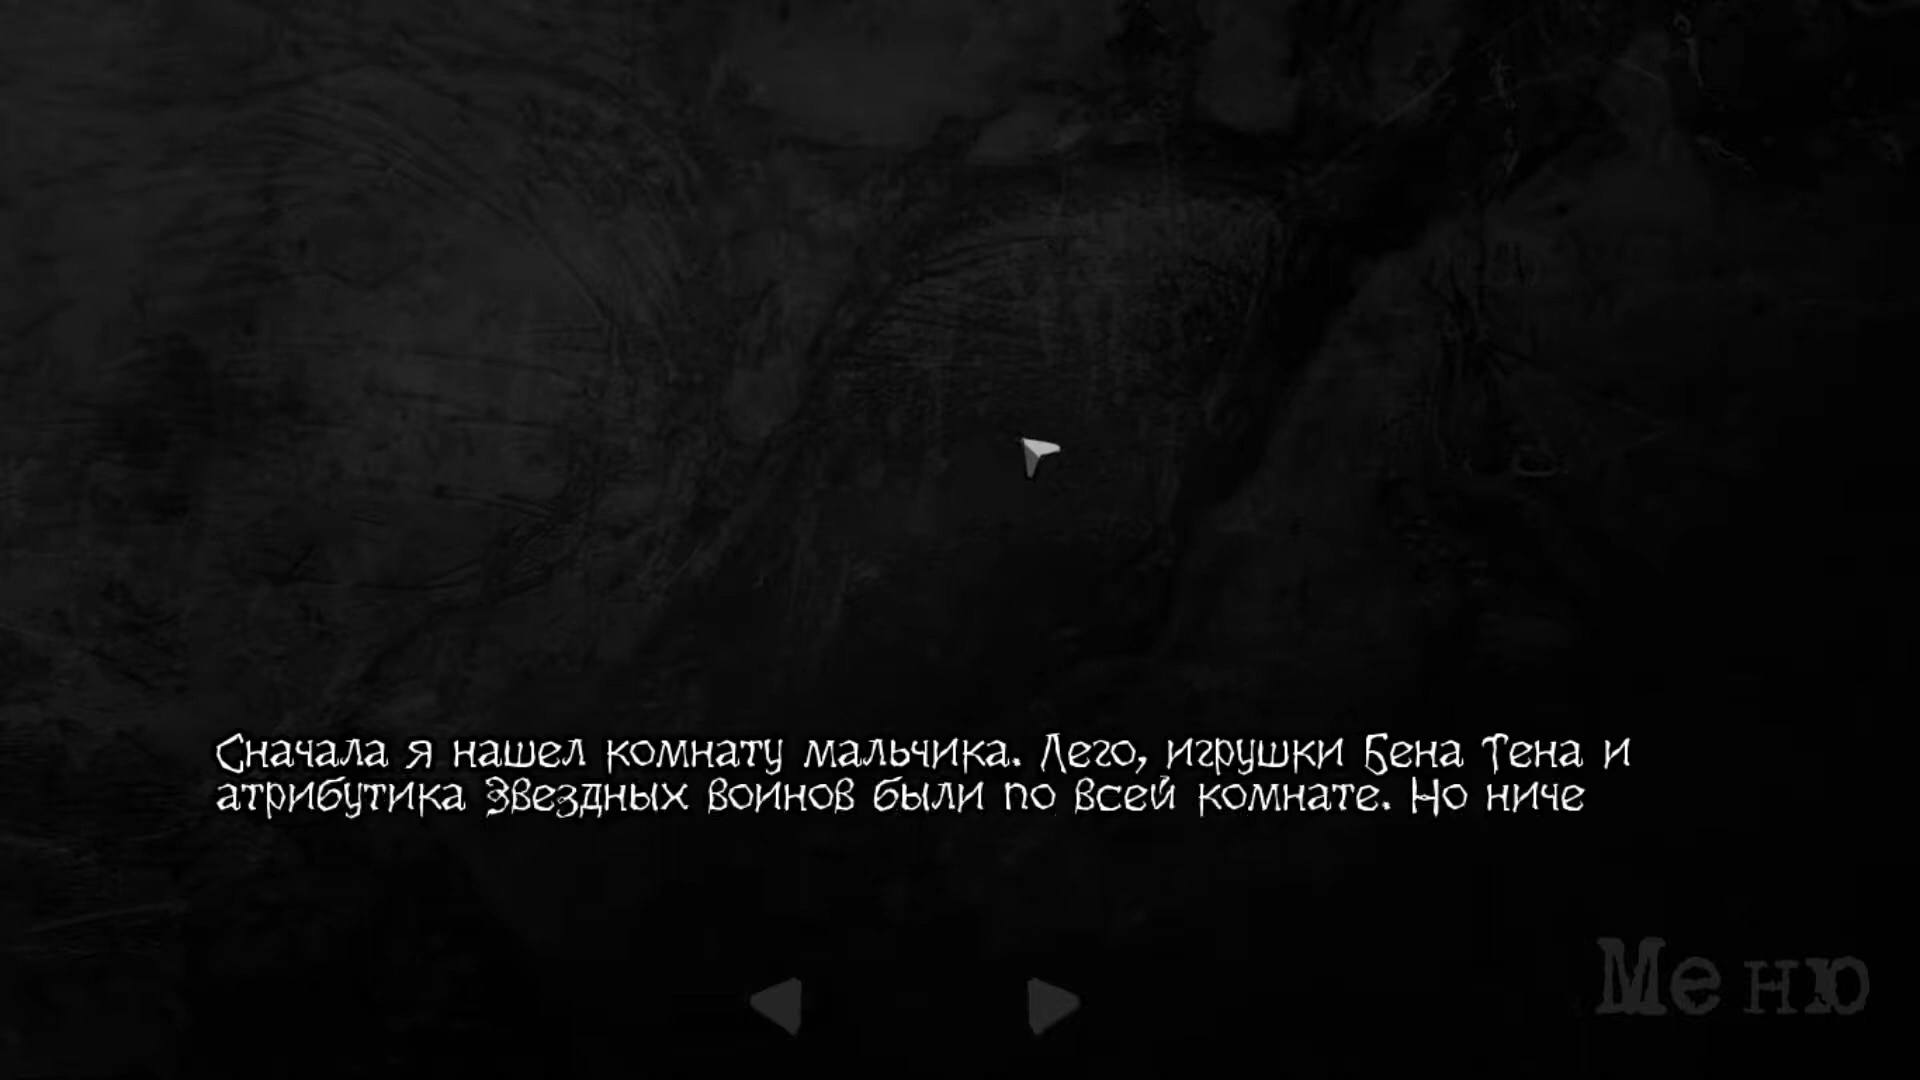 Сначала я нашел комнату мальчика. Лего, игрушки Бена Тена и
атрибутика Звездных воинов были по всей комнате. Но ниче
Меню